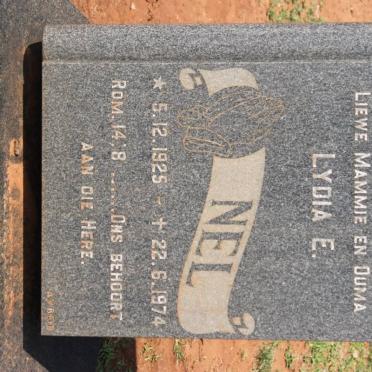 LIEWE MAMMIE EN OUMA
LYDIA E.
NEL
★ 5.12.1925 - + 22.6.1974
ROM. 14:8 ......ONS BEHOORT
AAN DIE HERE.